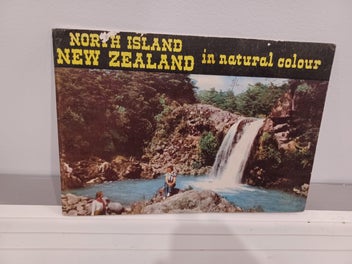 NORTH ISLAND
NEW ZEALAND in natural colour